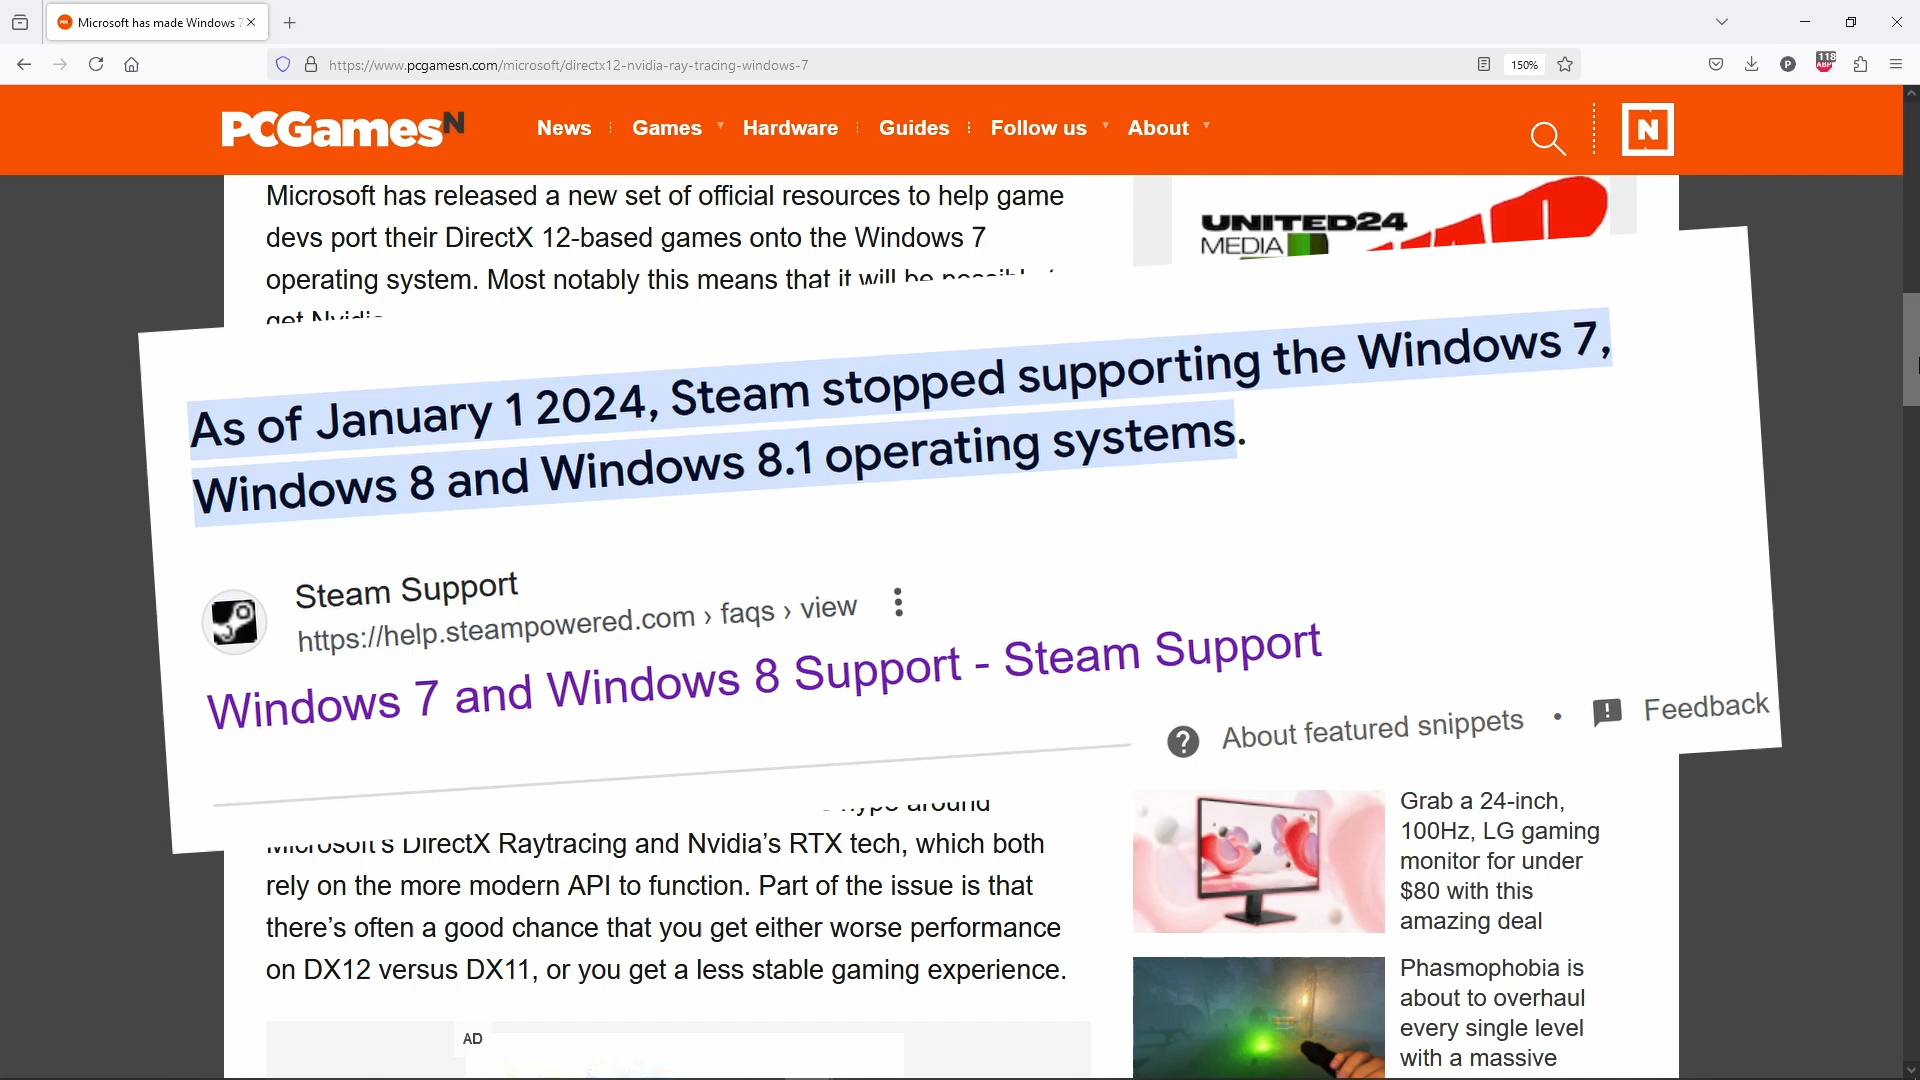 Microsoft has made Windows 7
https://www.pcgamesn.com/microsoft/directx12-nvidia-ray-tracing-windows-7
150%
P
118
ABP
PCGamesN
News
Games
Hardware
Guides
Follow us
About
N
Microsoft has released a new set of official resources to help game
devs port their DirectX 12-based games onto the Windows 7
operating system. Most notably this means that it will be possible
get Nvidia
UNITED24
MEDIA
As of January 1 2024, Steam stopped supporting the Windows 7,
Windows 8 and Windows 8.1 operating systems.
Steam Support
https://help.steampowered.com › faqs › view
Windows 7 and Windows 8 Support - Steam Support
About featured snippets • Feedback
hype around
Microsoft's DirectX Raytracing and Nvidia’s RTX tech, which both
rely on the more modern API to function. Part of the issue is that
there’s often a good chance that you get either worse performance
on DX12 versus DX11, or you get a less stable gaming experience.
AD
Grab a 24-inch,
100Hz, LG gaming
monitor for under
$80 with this
amazing deal
Phasmophobia is
about to overhaul
every single level
with a massive